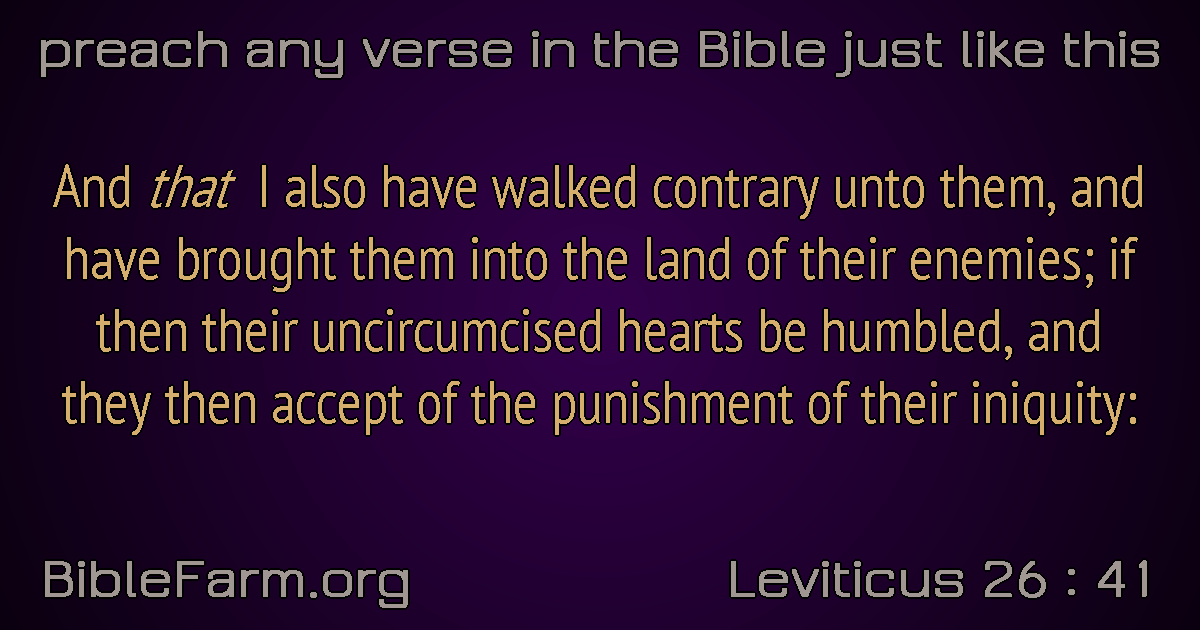 preach any verse in the Bible just like this
And that I also have walked contrary unto them, and
have brought them into the land of their enemies; if
then their uncircumcised hearts be humbled, and
they then accept of the punishment of their iniquity:
BibleFarm.org
Leviticus 26 : 41